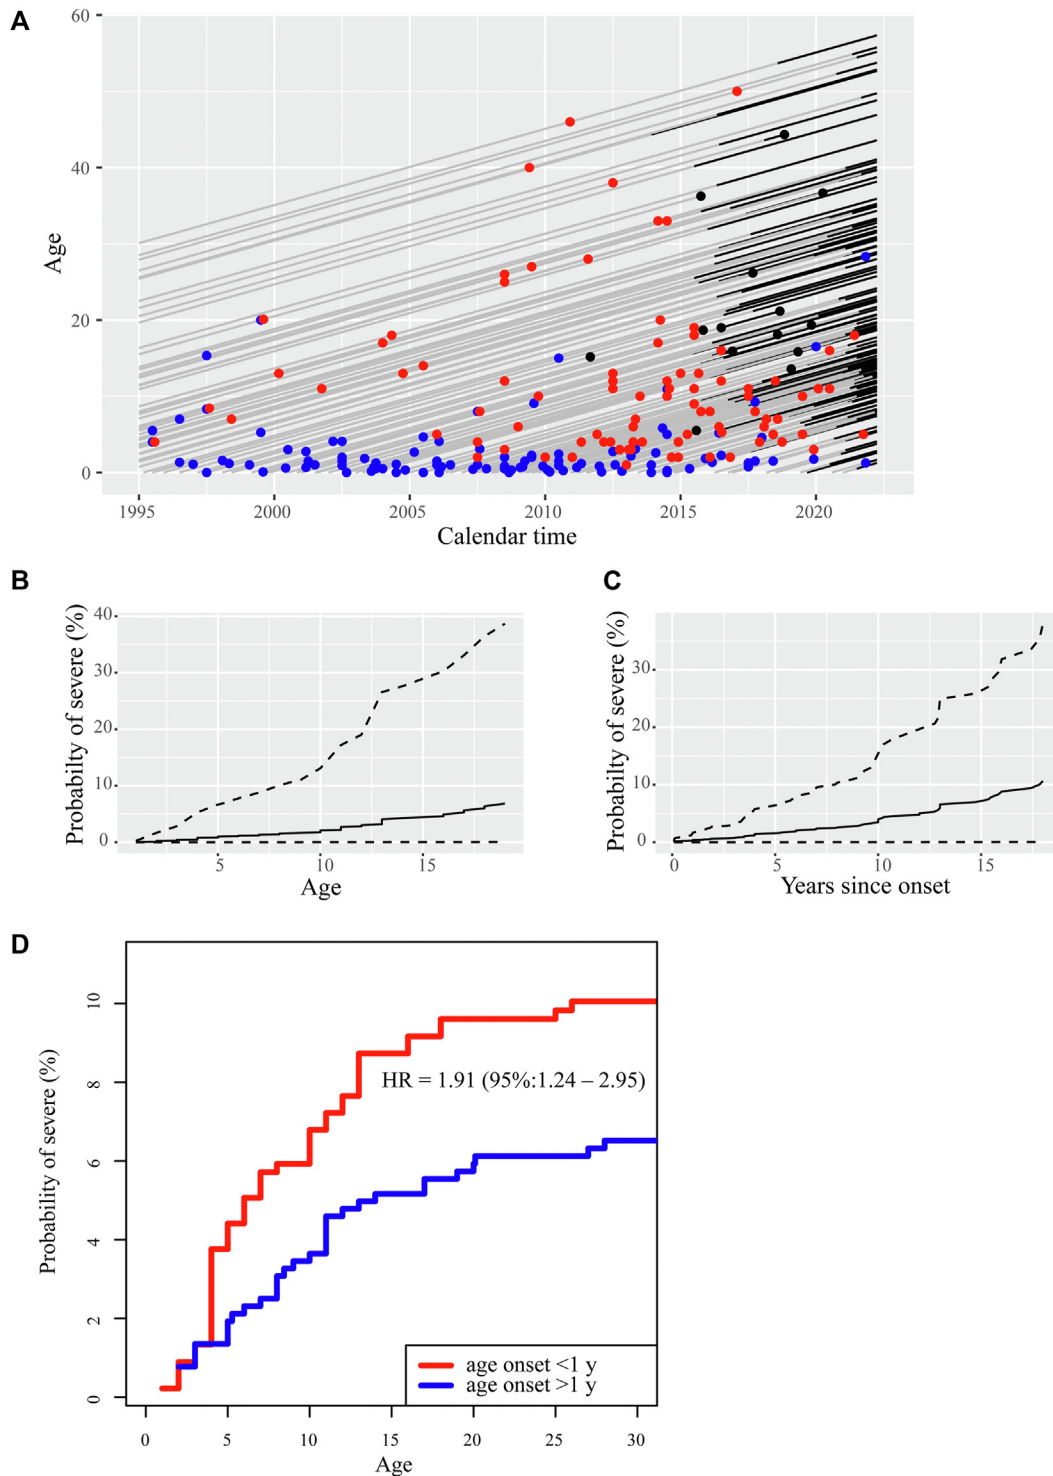 A
60
40
20
0
Age
1995 2000 2005 2010 2015 2020
Calendar time
B
40
30
20
10
0
Probabilty of severe (%)
5 10 15
Age
C
30
20
10
0
Probabilty of severe (%)
0 5 10 15
Years since onset
D
10
8
6
4
2
0
Probability of severe (%)
HR = 1.91 (95%:1.24 – 2.95)
age onset <1 y
age onset >1 y
0 5 10 15 20 25 30
Age